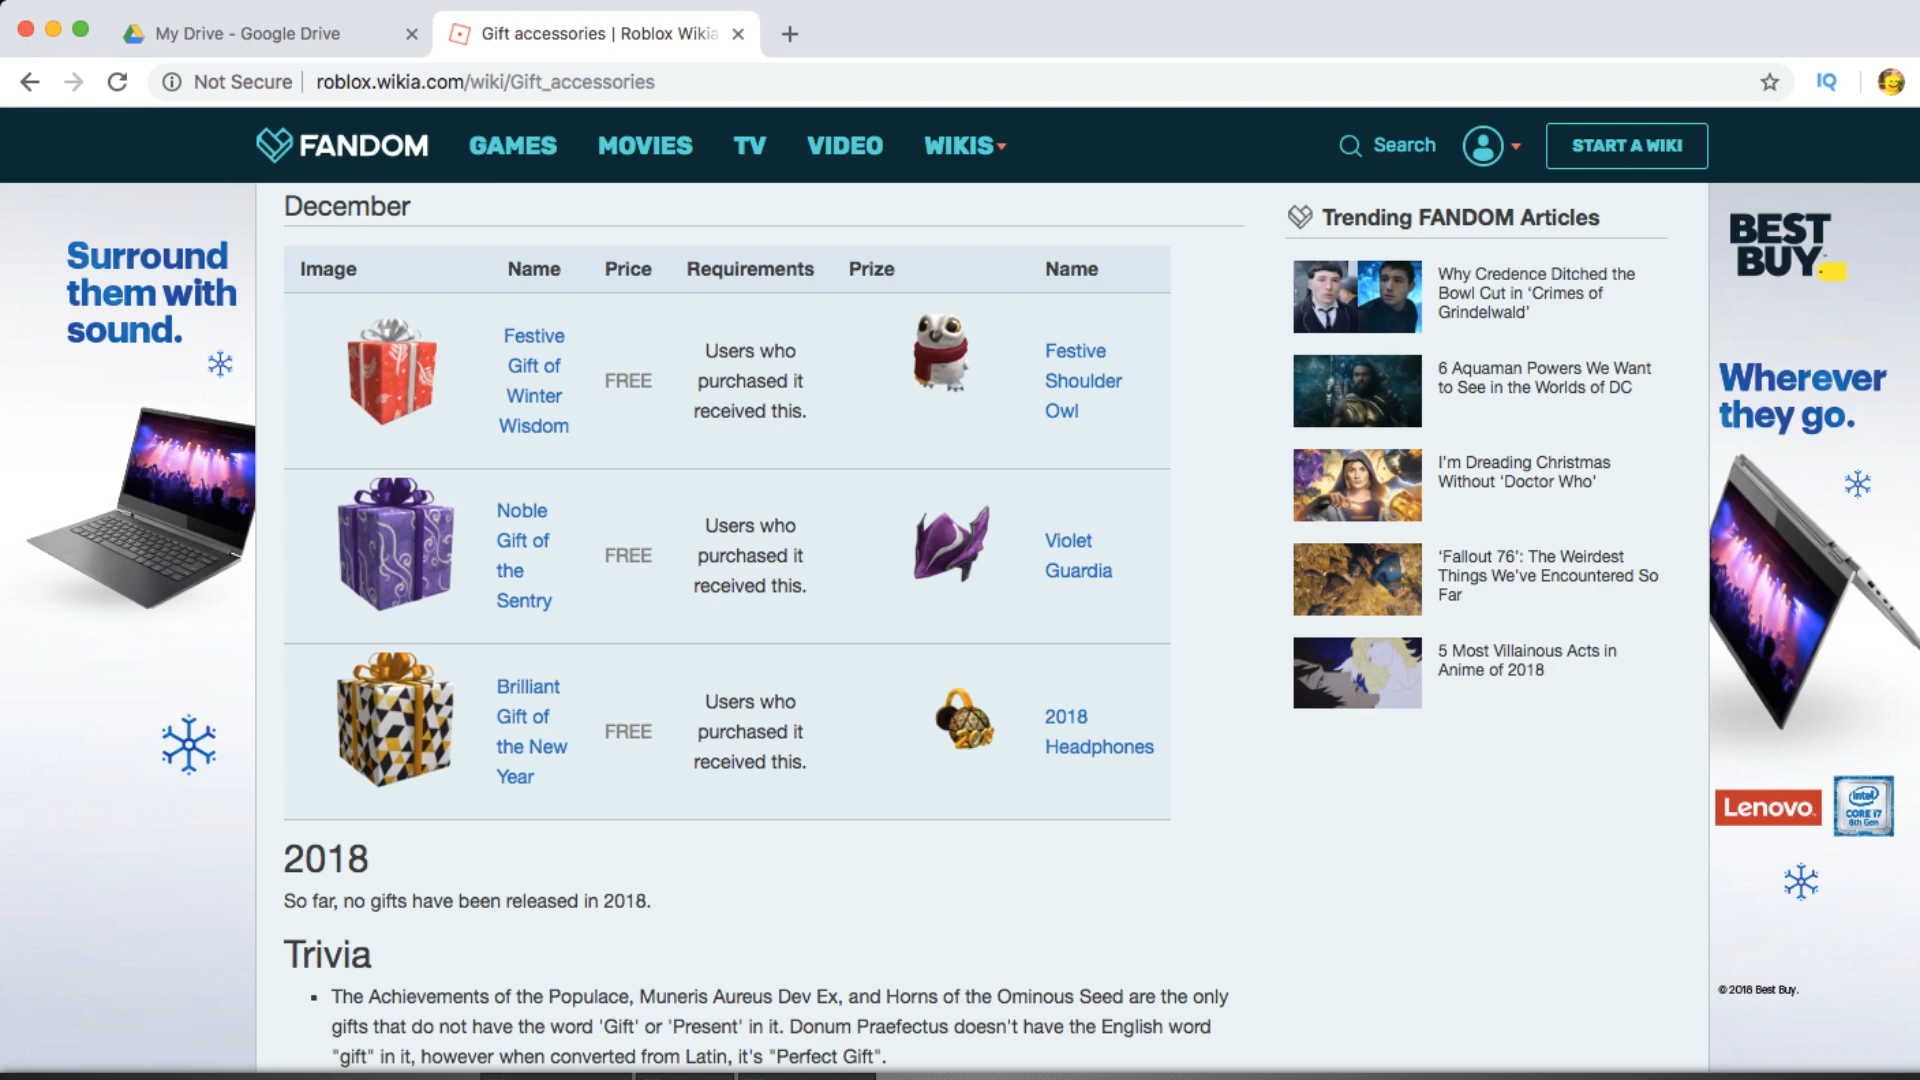 My Drive - Google Drive
Gift accessories | Roblox Wikia
Not Secure
roblox.wikia.com/wiki/Gift_accessories
IQ
FANDOM
GAMES
MOVIES
TV
VIDEO
WIKIS
Search
START A WIKI
Surround
them with
sound.
December
Image Name Price Requirements Prize Name
Festive
Gift of
Winter
Wisdom
FREE
Users who
purchased it
received this.
Festive
Shoulder
Owl
Noble
Gift of
the
Sentry
FREE
Users who
purchased it
received this.
Violet
Guardia
Brilliant
Gift of
the New
Year
FREE
Users who
purchased it
received this.
2018
Headphones
2018
So far, no gifts have been released in 2018.
Trivia
▪ The Achievements of the Populace, Muneris Aureus Dev Ex, and Horns of the Ominous Seed are the only
gifts that do not have the word 'Gift' or 'Present' in it. Donum Praefectus doesn't have the English word
"gift" in it, however when converted from Latin, it's "Perfect Gift".
Trending FANDOM Articles
Why Credence Ditched the
Bowl Cut in ‘Crimes of
Grindelwald’
6 Aquaman Powers We Want
to See in the Worlds of DC
I'm Dreading Christmas
Without ‘Doctor Who’
‘Fallout 76’: The Weirdest
Things We’ve Encountered So
Far
5 Most Villainous Acts in
Anime of 2018
BEST
BUY
Wherever
they go.
Lenovo
intel
CORE i7
8th Gen
© 2018 Best Buy.